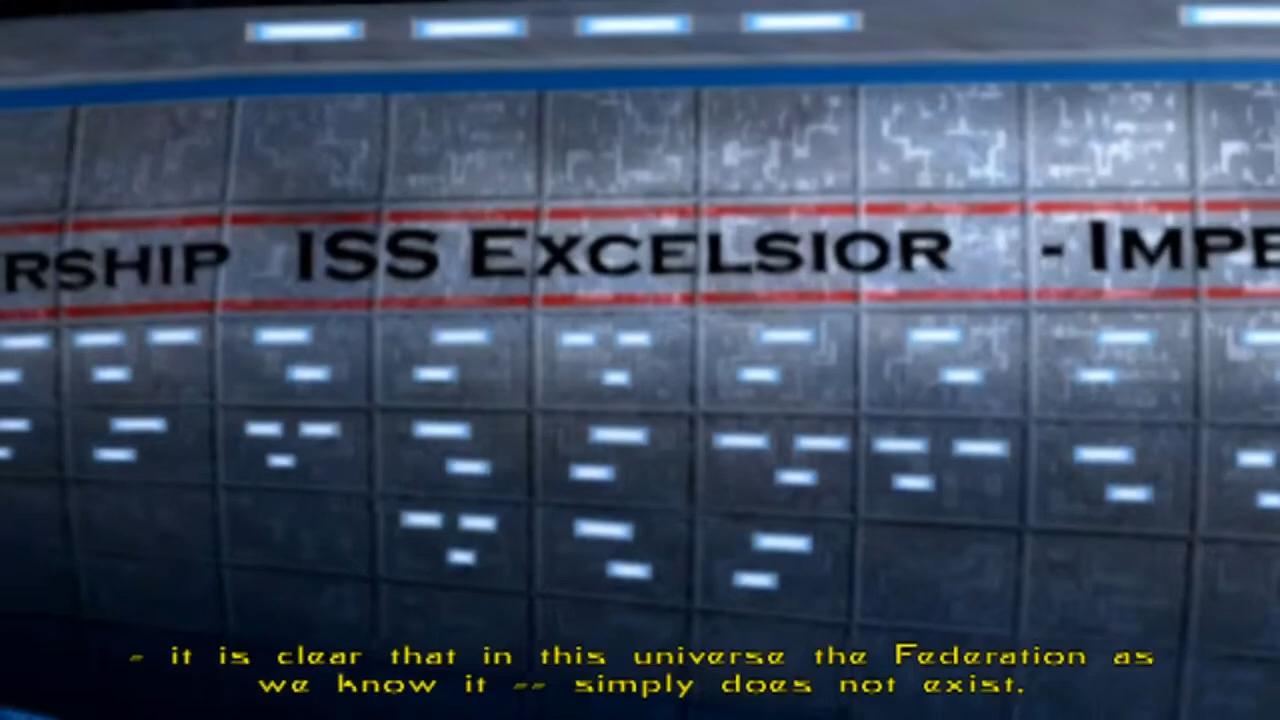 RSHIP ISS EXCELSIOR - IMPE
- it is clear that in this universe the Federation as
we know it -- simply does not exist.